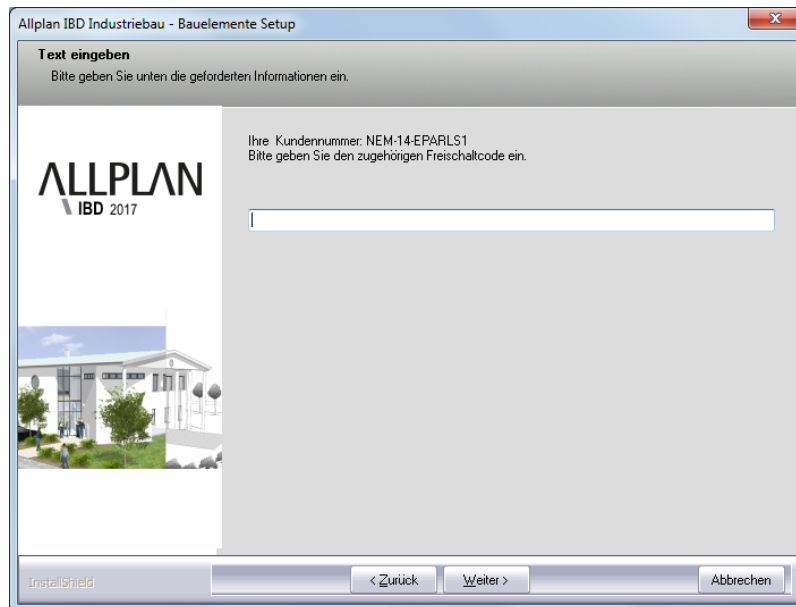 Allplan IBD Industriebau - Bauelemente Setup
Text eingeben
Bitte geben Sie unten die geforderten Informationen ein.
Ihre Kundennummer: NEM-14-EPARLS1
Bitte geben Sie den zugehörigen Freischaltcode ein.
ALLPLAN
IBD 2017
InstallShield
< Zurück
Weiter >
Abbrechen